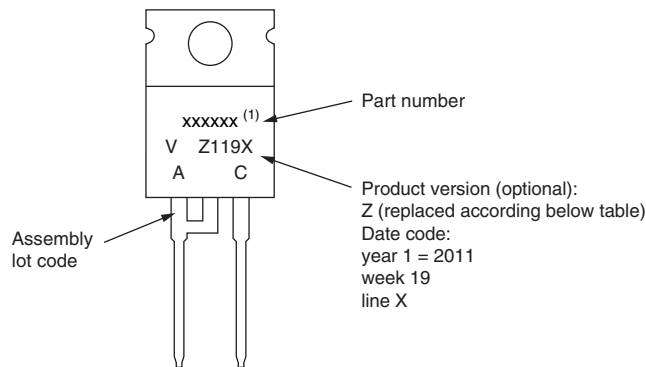 xxxxxx (1)
V Z119X
A C
Part number
Product version (optional):
Z (replaced according below table)
Date code:
year 1 = 2011
week 19
line X
Assembly
lot code